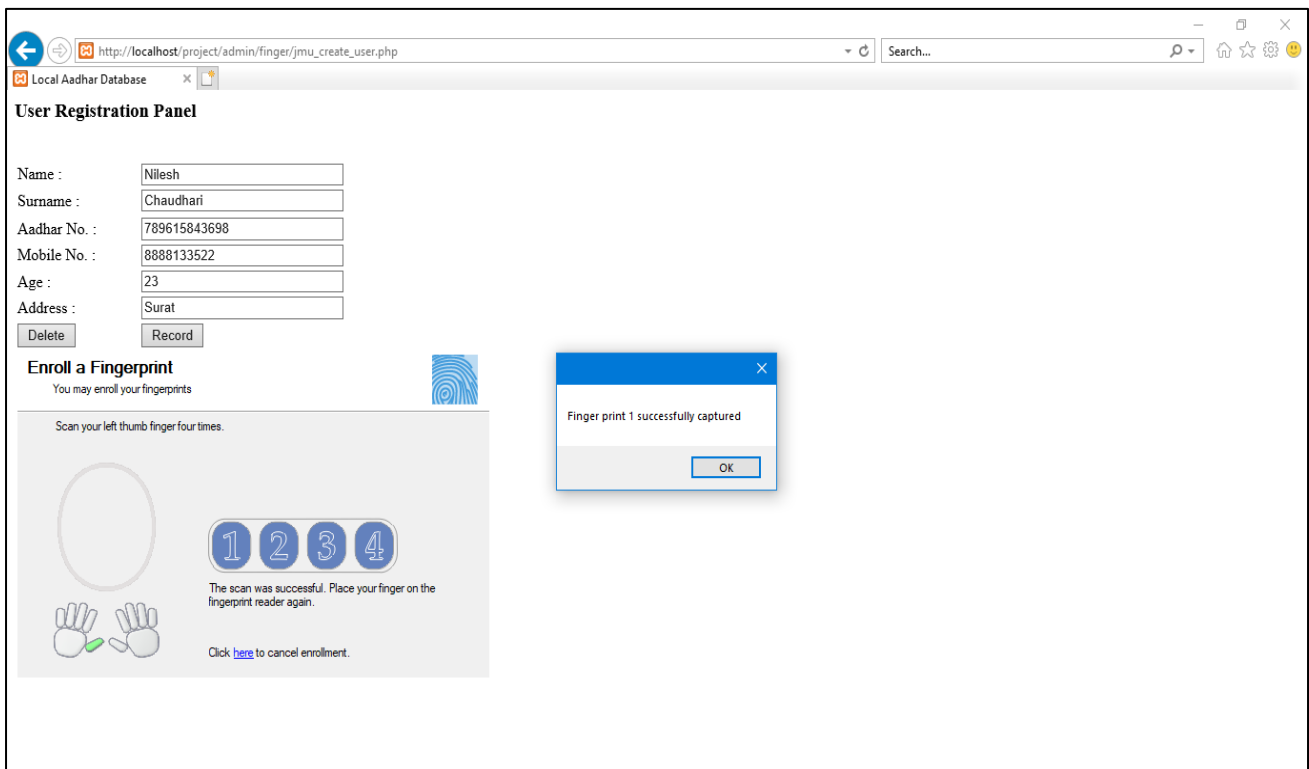 http://localhost/project/admin/finger/jmu_create_user.php
Search...
Local Aadhar Database
User Registration Panel
Name : Nilesh
Surname : Chaudhari
Aadhar No. : 789615843698
Mobile No. : 8888133522
Age : 23
Address : Surat
Delete Record
Enroll a Fingerprint
You may enroll your fingerprints
Scan your left thumb finger four times.
1 2 3 4
The scan was successful. Place your finger on the
fingerprint reader again.
Click here to cancel enrollment.
Finger print 1 successfully captured
OK